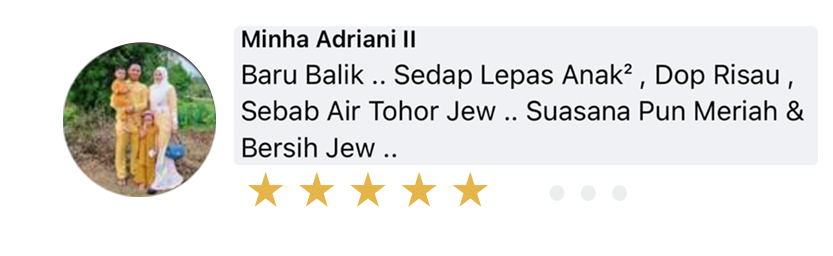 Minha Adriani II
Baru Balik .. Sedap Lepas Anak² , Dop Risau ,
Sebab Air Tohor Jew .. Suasana Pun Meriah &
Bersih Jew ..